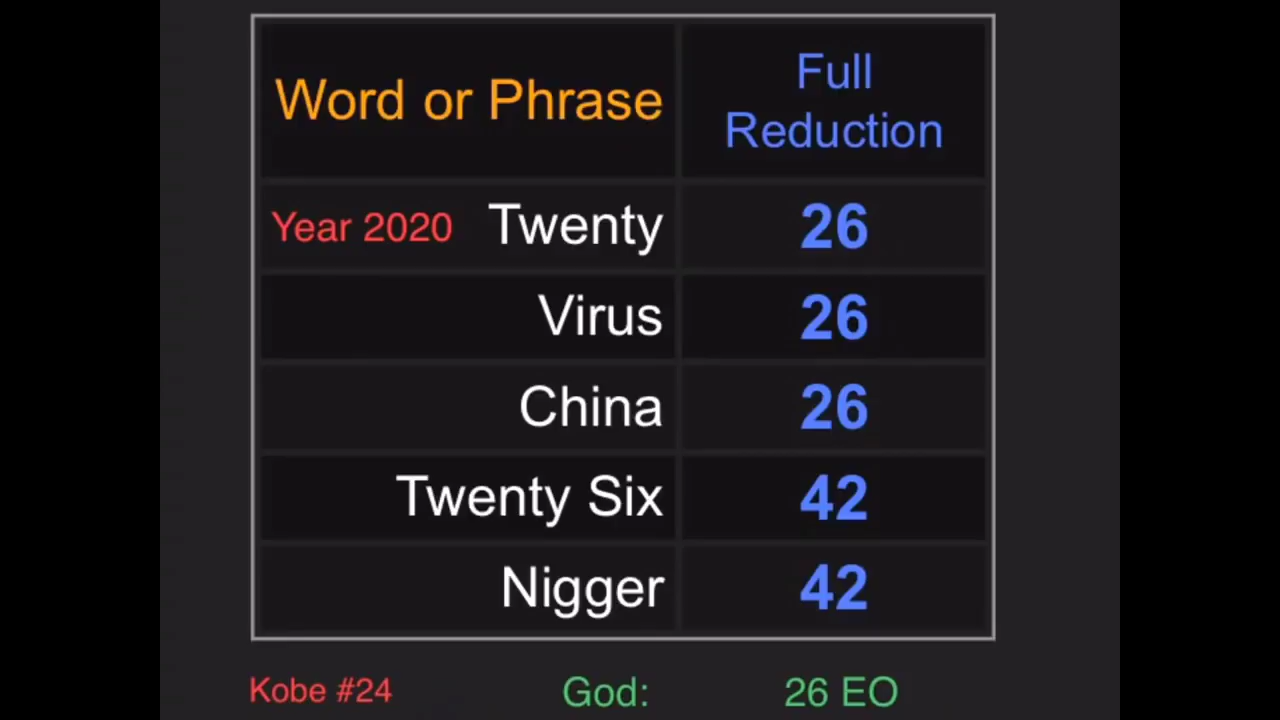 Word or Phrase
Full
Reduction
Year 2020 Twenty 26
Virus 26
China 26
Twenty Six 42
Nigger 42
Kobe #24 God: 26 EO